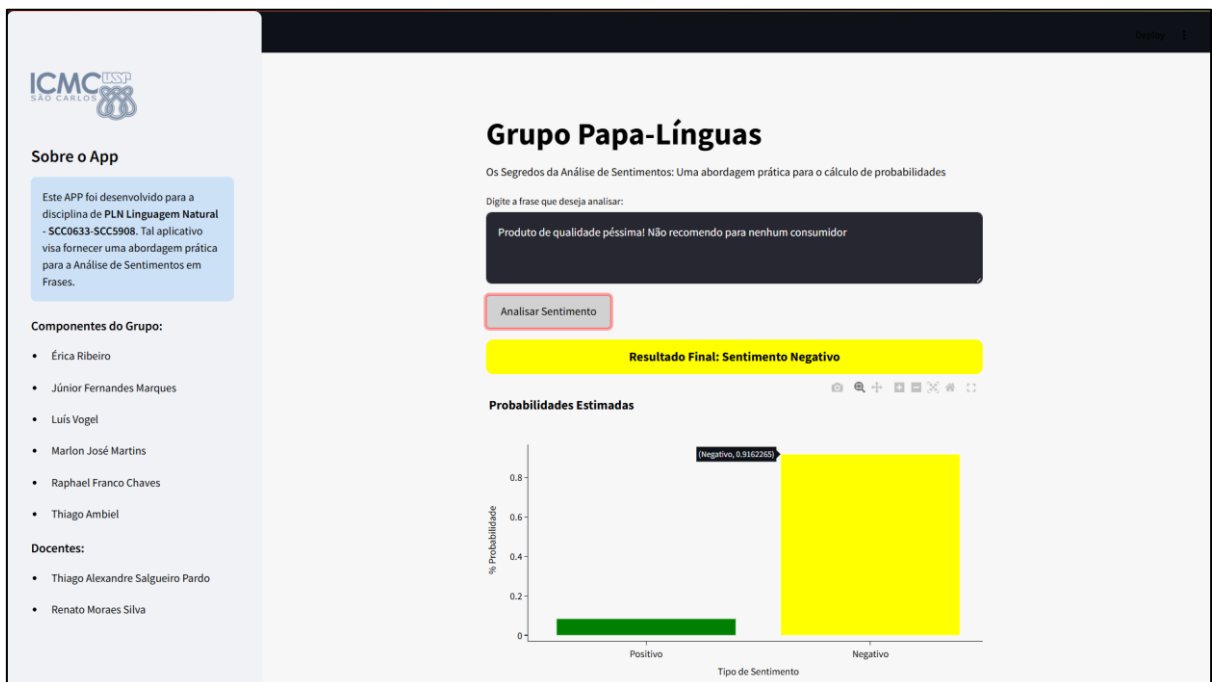 Deploy
ICMC USP
SÃO CARLOS
Sobre o App
Este APP foi desenvolvido para a
disciplina de PLN Linguagem Natural
- SCC0633-SCC5908. Tal aplicativo
visa fornecer uma abordagem prática
para a Análise de Sentimentos em
Frases.
Componentes do Grupo:
• Érica Ribeiro
• Júnior Fernandes Marques
• Luís Vogel
• Marlon José Martins
• Raphael Franco Chaves
• Thiago Ambiel
Docentes:
• Thiago Alexandre Salgueiro Pardo
• Renato Moraes Silva
Grupo Papa-Línguas
Os Segredos da Análise de Sentimentos: Uma abordagem prática para o cálculo de probabilidades
Digite a frase que deseja analisar:
Produto de qualidade péssima! Não recomendo para nenhum consumidor
Analisar Sentimento
Resultado Final: Sentimento Negativo
Probabilidades Estimadas
(Negativo, 0.9162265)
0.8
0.6
0.4
0.2
0
% Probabilidade
Positivo
Negativo
Tipo de Sentimento